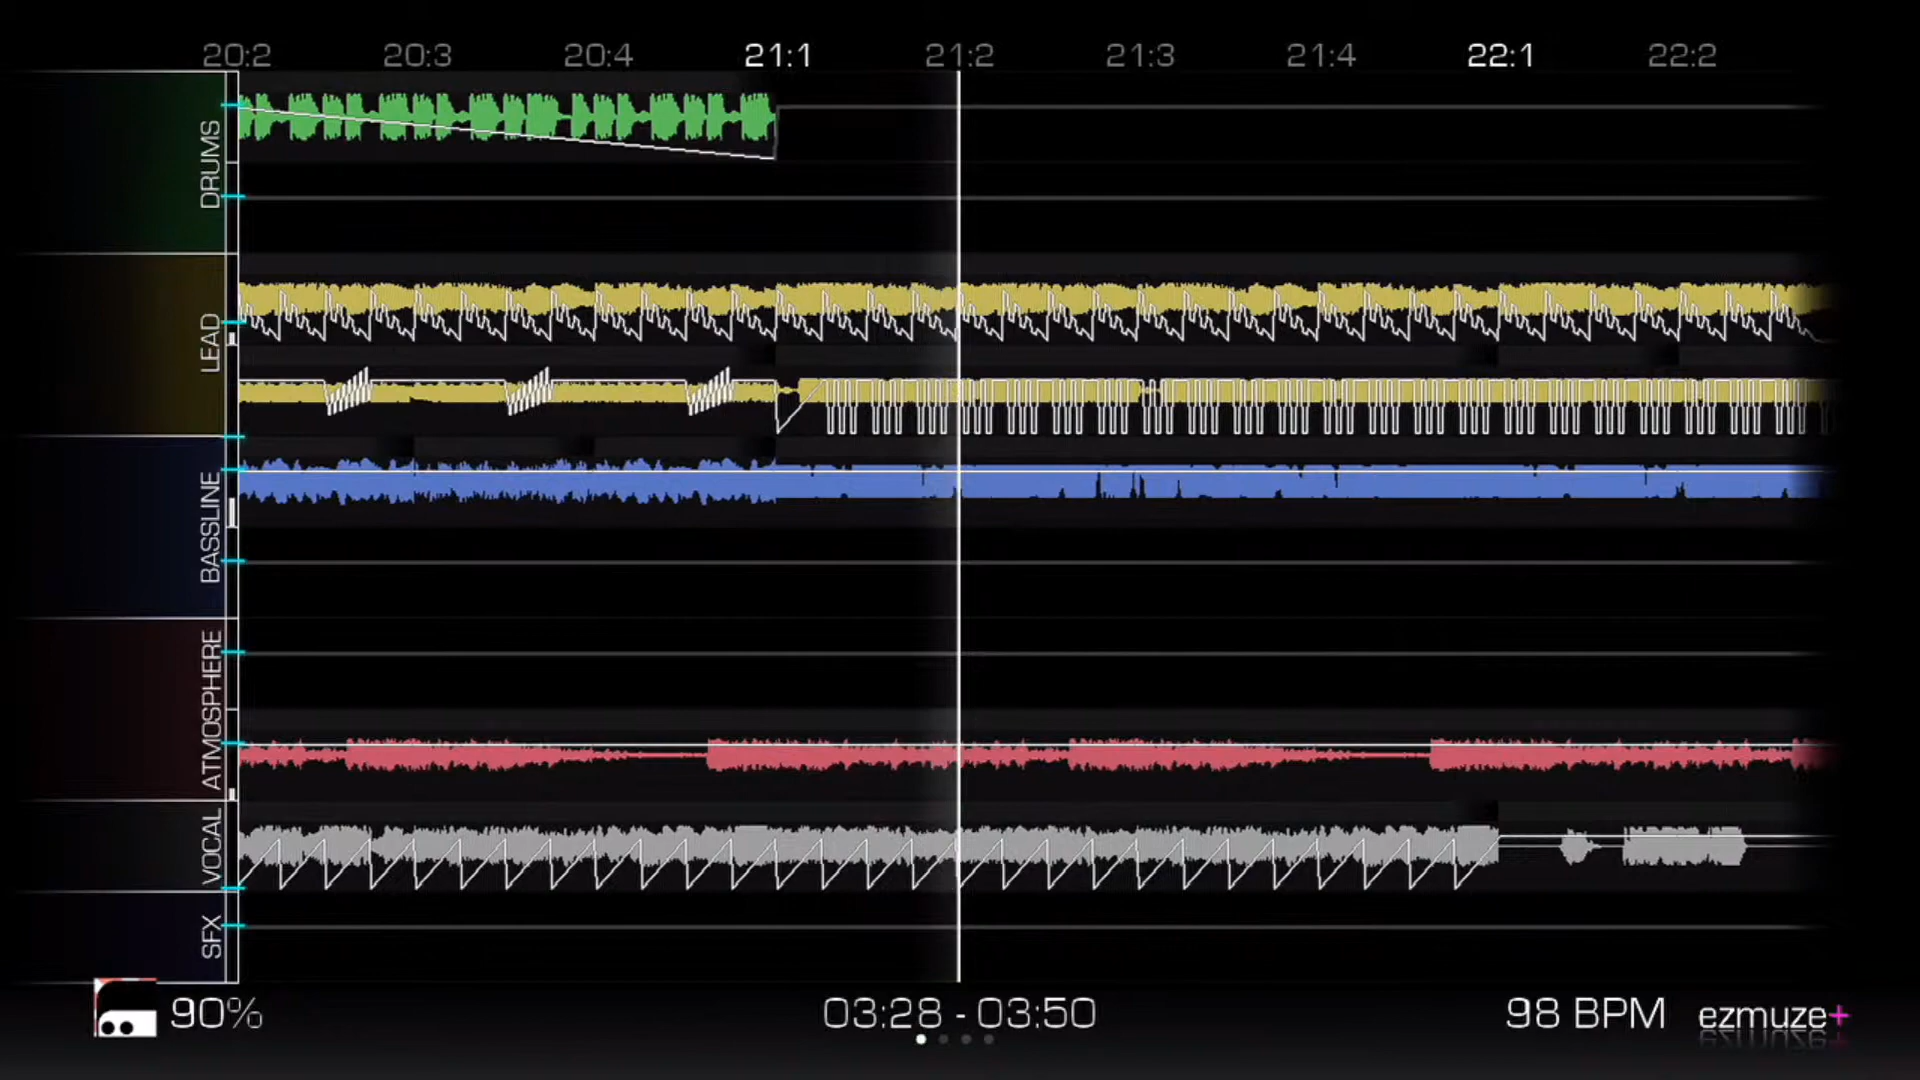 20:2 20:3 20:4 21:1 21:2 21:3 21:4 22:1 22:2
DRUMS
LEAD
BASSLINE
ATMOSPHERE
VOCAL
SFX
90% 03:28 - 03:50 98 BPM ezmuze+